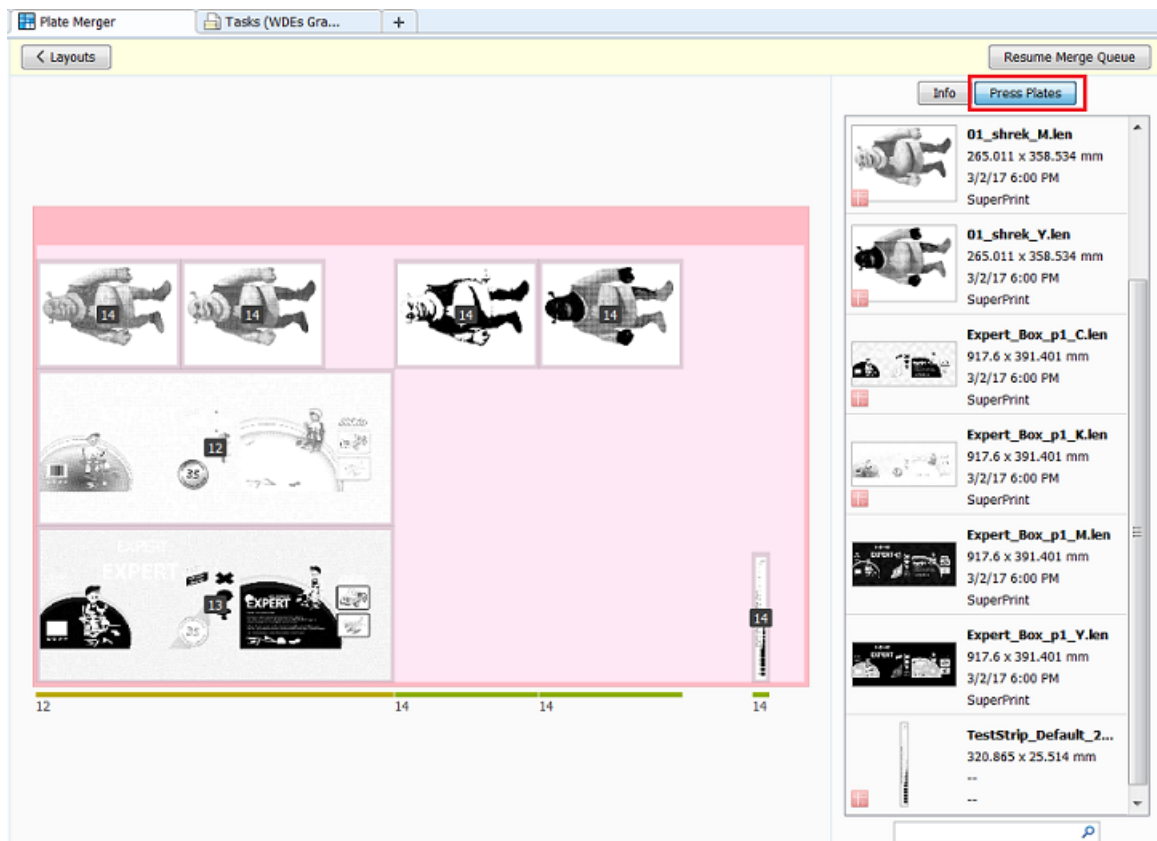 Plate Merger
Tasks (WDEs Gra...
+
Layouts
Resume Merge Queue
Info
Press Plates
14
14
14
14
12
35
EXPERT
EXPERT
13
35
EXPERT
14
12
14
14
14
01_shrek_M.len
265.011 x 358.534 mm
3/2/17 6:00 PM
SuperPrint
01_shrek_Y.len
265.011 x 358.534 mm
3/2/17 6:00 PM
SuperPrint
Expert_Box_p1_C.len
917.6 x 391.401 mm
3/2/17 6:00 PM
SuperPrint
Expert_Box_p1_K.len
917.6 x 391.401 mm
3/2/17 6:00 PM
SuperPrint
Expert_Box_p1_M.len
917.6 x 391.401 mm
3/2/17 6:00 PM
SuperPrint
Expert_Box_p1_Y.len
917.6 x 391.401 mm
3/2/17 6:00 PM
SuperPrint
TestStrip_Default_2...
320.865 x 25.514 mm
--
--